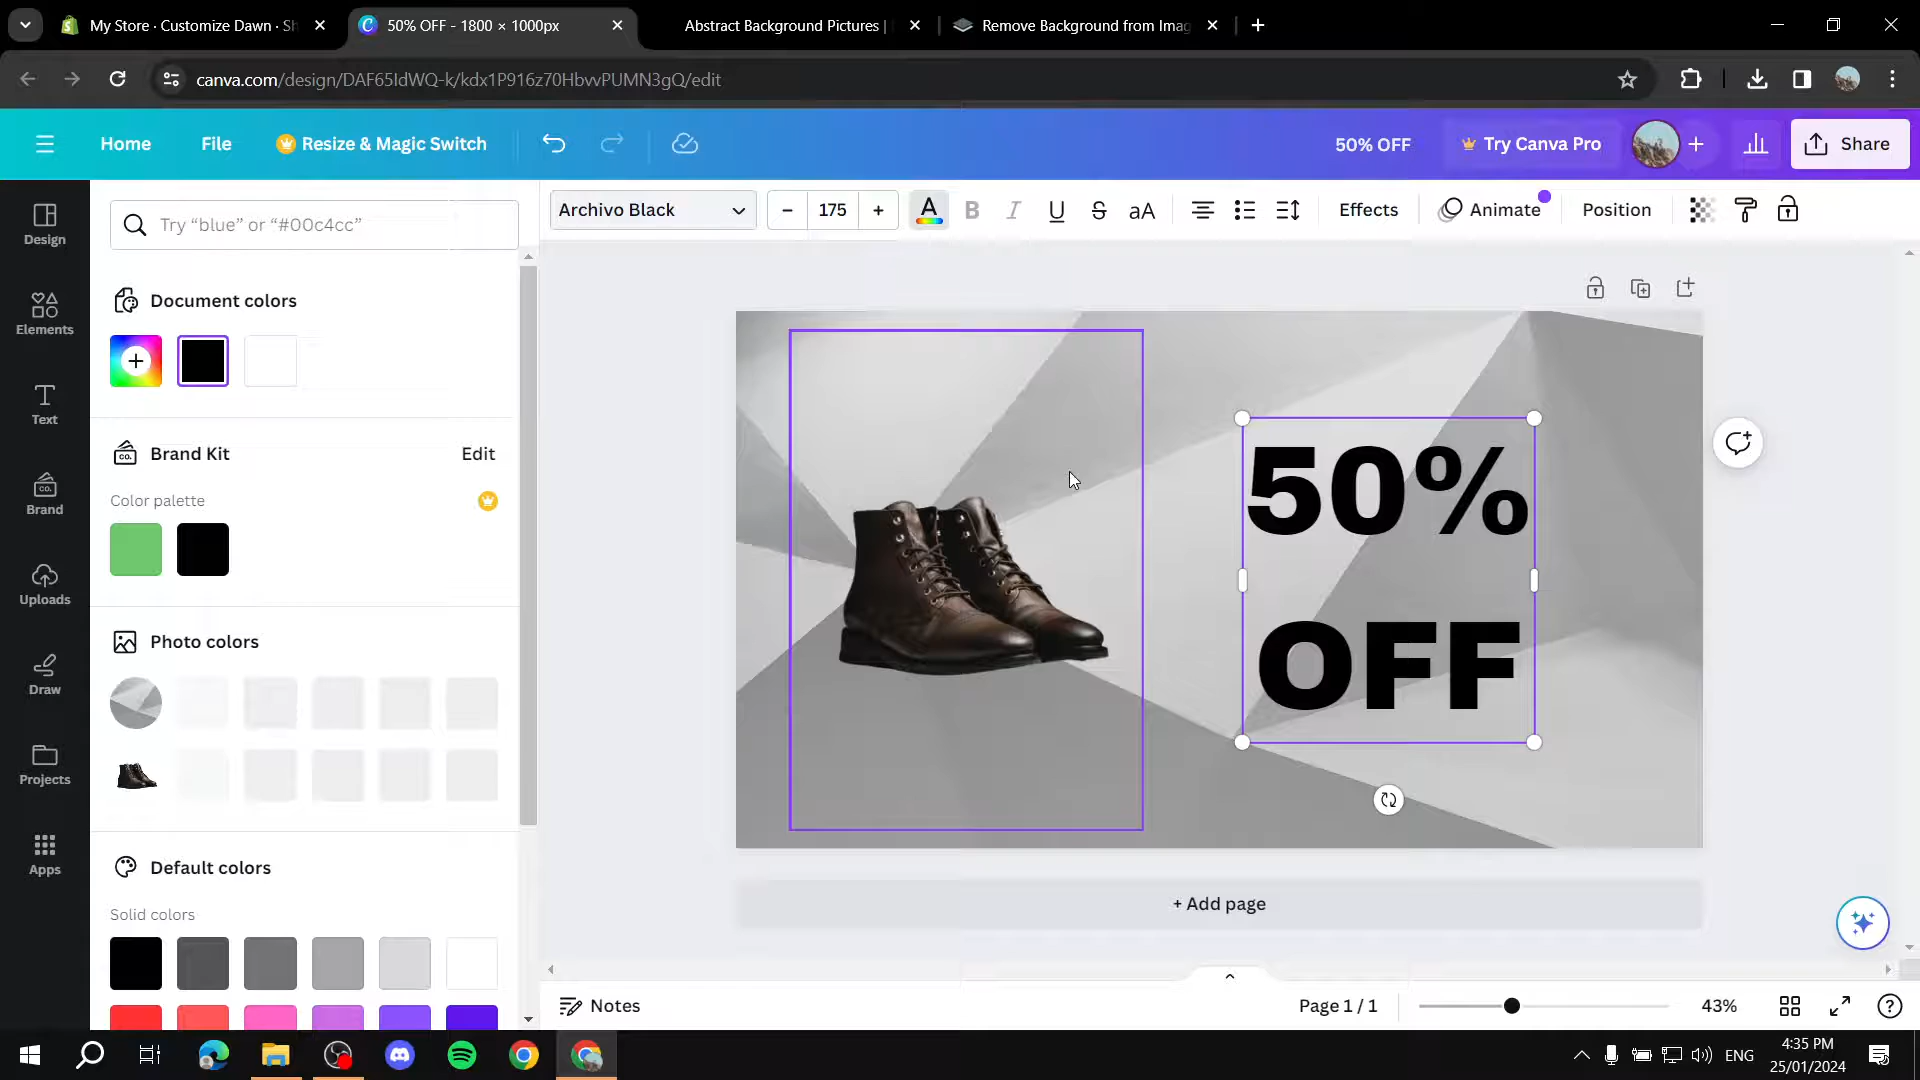 My Store · Customize Dawn · Sh
50% OFF - 1800 × 1000px
Abstract Background Pictures |
Remove Background from Imag
canva.com/design/DAF65IdWQ-k/kdx1P916z70HbvvPUMN3gQ/edit
Home
File
Resize & Magic Switch
50% OFF
Try Canva Pro
Share
Design
Elements
Text
Brand
Uploads
Draw
Projects
Apps
Try “blue” or “#00c4cc”
Document colors
Brand Kit
Edit
Color palette
Photo colors
Default colors
Solid colors
Archivo Black
175
A
B
I
U
S
aA
Effects
Animate
Position
50%
OFF
+ Add page
Notes
Page 1 / 1
43%
ENG
4:35 PM
25/01/2024